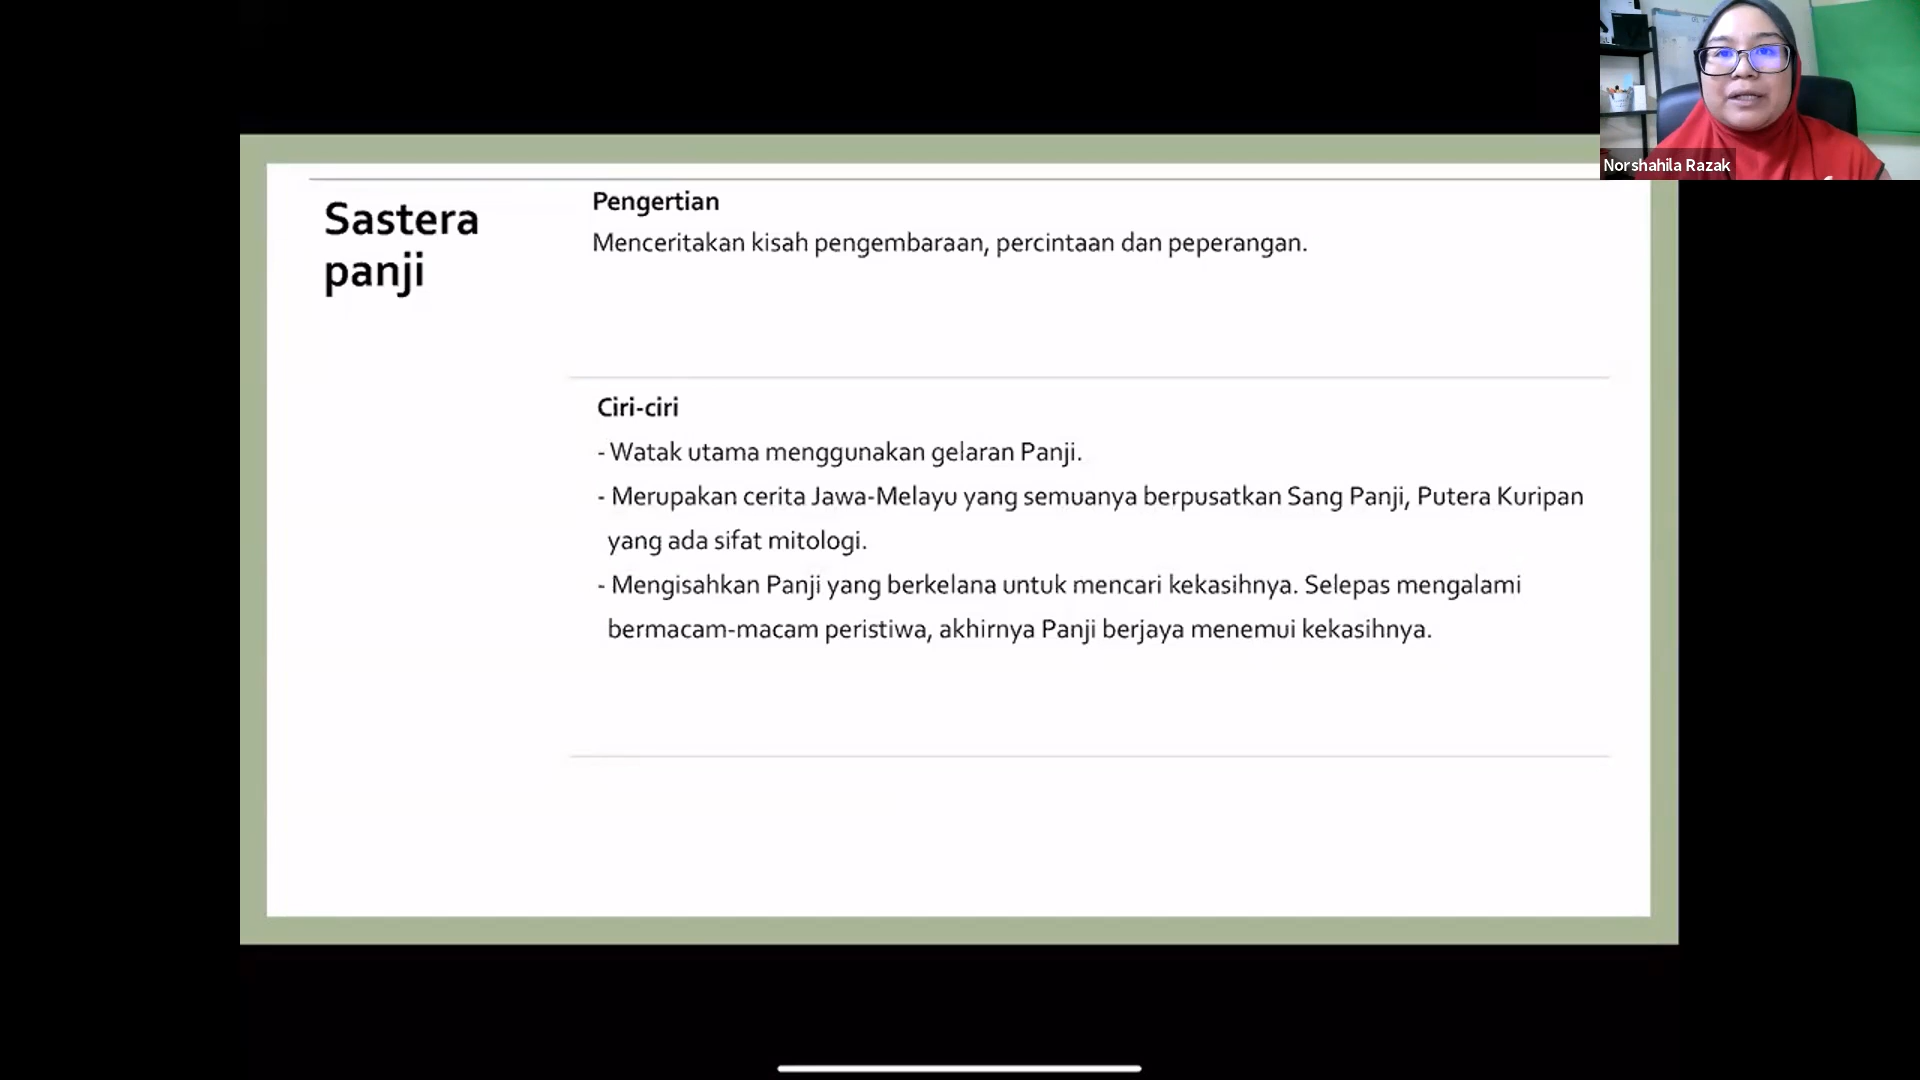 Sastera
panji
Pengertian
Menceritakan kisah pengembaraan, percintaan dan peperangan.
Ciri-ciri
- Watak utama menggunakan gelaran Panji.
- Merupakan cerita Jawa-Melayu yang semuanya berpusatkan Sang Panji, Putera Kuripan
yang ada sifat mitologi.
- Mengisahkan Panji yang berkelana untuk mencari kekasihnya. Selepas mengalami
bermacam-macam peristiwa, akhirnya Panji berjaya menemui kekasihnya.
Norshahila Razak